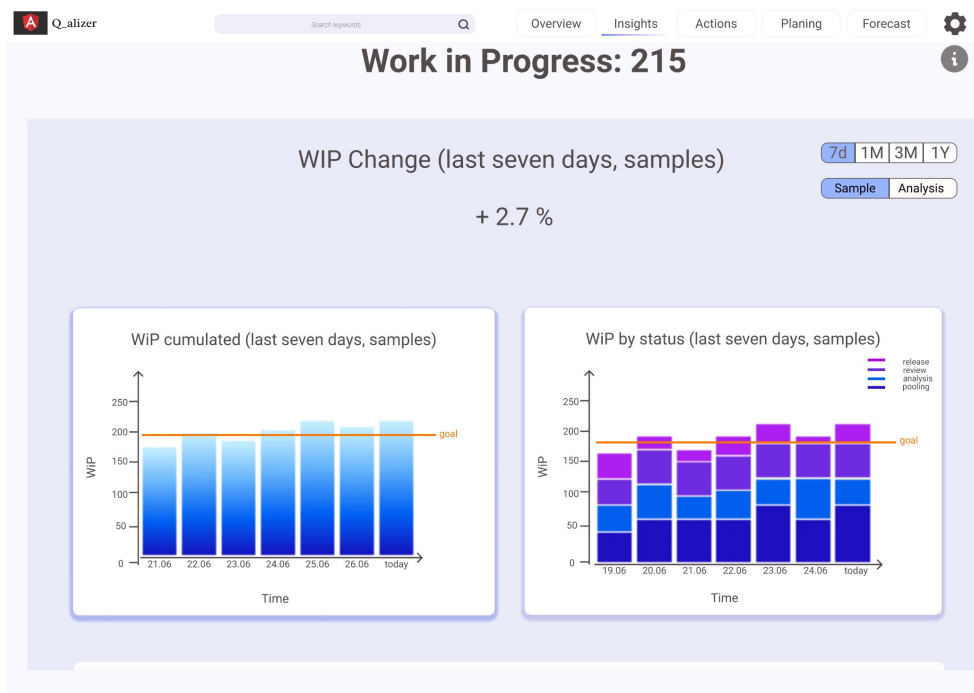 Q_alizer
Search keywords
Overview
Insights
Actions
Planing
Forecast
Work in Progress: 215
i
WIP Change (last seven days, samples)
7d 1M 3M 1Y
Sample Analysis
+ 2.7 %
WiP cumulated (last seven days, samples)
250
200
150
100
50
0
WiP
goal
21.06 22.06 23.06 24.06 25.06 26.06 today
Time
WiP by status (last seven days, samples)
release
review
analysis
pooling
250
200
150
100
50
0
WiP
goal
19.06 20.06 21.06 22.06 23.06 24.06 today
Time